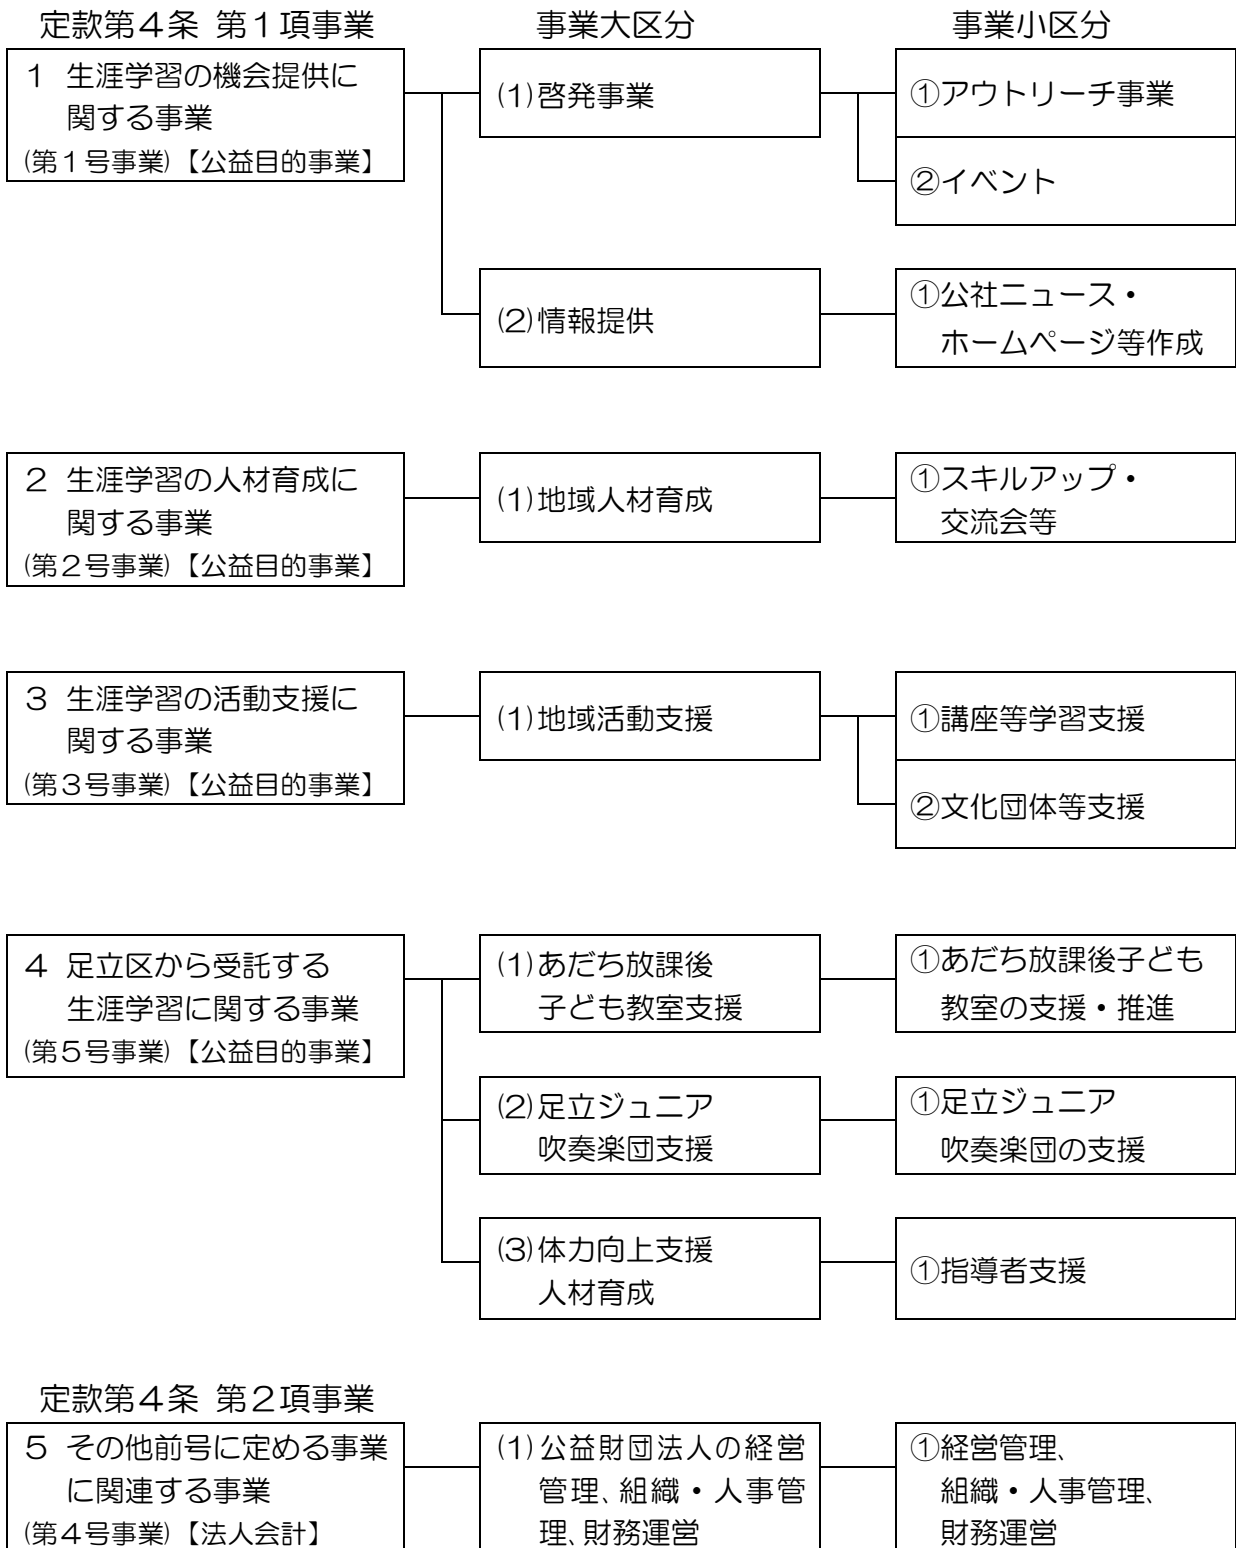 定款第４条 第１項事業
事業大区分
事業小区分
１ 生涯学習の機会提供に
関する事業
(第１号事業)【公益目的事業】
(1)啓発事業
①アウトリーチ事業
②イベント
(2)情報提供
①公社ニュース・
ホームページ等作成
２ 生涯学習の人材育成に
関する事業
(第２号事業)【公益目的事業】
(1)地域人材育成
①スキルアップ・
交流会等
３ 生涯学習の活動支援に
関する事業
(第３号事業)【公益目的事業】
(1)地域活動支援
①講座等学習支援
②文化団体等支援
４ 足立区から受託する
生涯学習に関する事業
(第５号事業)【公益目的事業】
(1)あだち放課後
子ども教室支援
①あだち放課後子ども
教室の支援・推進
(2)足立ジュニア
吹奏楽団支援
①足立ジュニア
吹奏楽団の支援
(3)体力向上支援
人材育成
①指導者支援
定款第４条 第２項事業
５ その他前号に定める事業
に関連する事業
(第４号事業)【法人会計】
(1)公益財団法人の経営
管理､組織・人事管
理､財務運営
①経営管理、
組織・人事管理、
財務運営